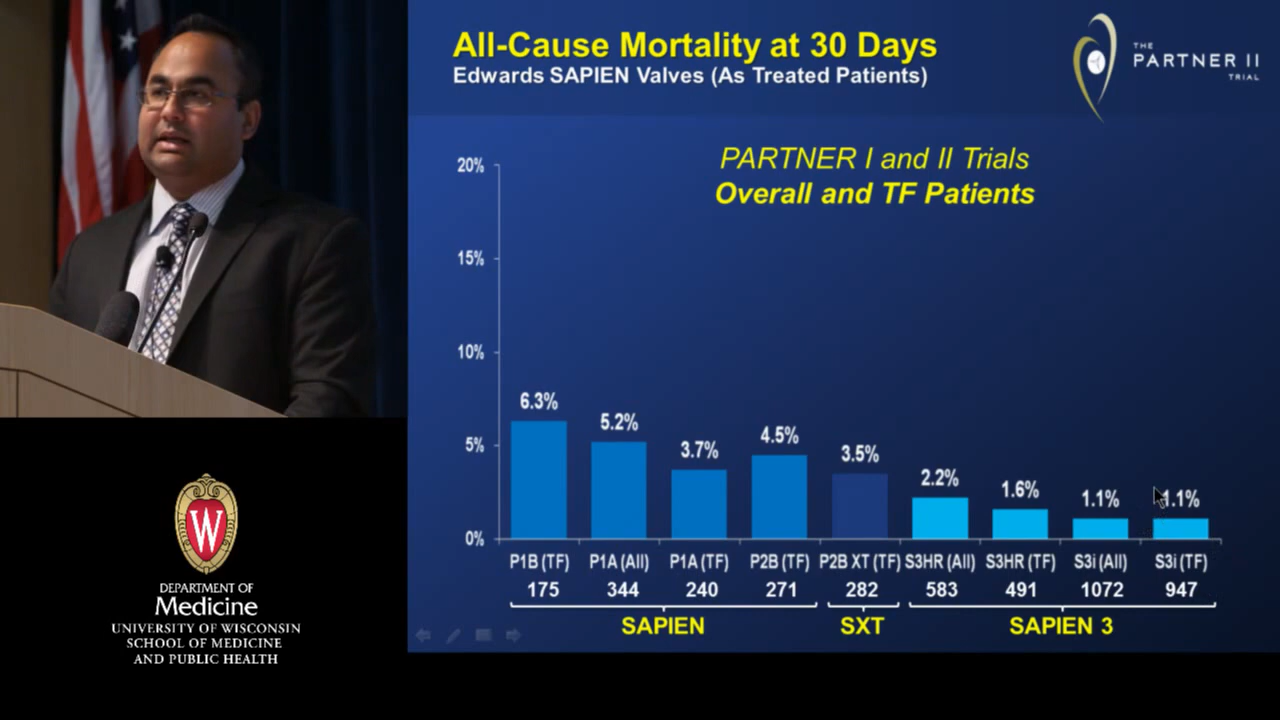 All-Cause Mortality at 30 Days
Edwards SAPIEN Valves (As Treated Patients)
THE
PARTNER II
TRIAL
PARTNER I and II Trials
Overall and TF Patients
20%
15%
10%
5%
0%
6.3%
5.2%
3.7%
4.5%
3.5%
2.2%
1.6%
1.1%
1.1%
P1B (TF) P1A (All) P1A (TF) P2B (TF) P2B XT (TF) S3HR (All) S3HR (TF) S3i (All) S3i (TF)
175 344 240 271 282 583 491 1072 947
SAPIEN SXT SAPIEN 3
W
DEPARTMENT OF
Medicine
UNIVERSITY OF WISCONSIN
SCHOOL OF MEDICINE
AND PUBLIC HEALTH